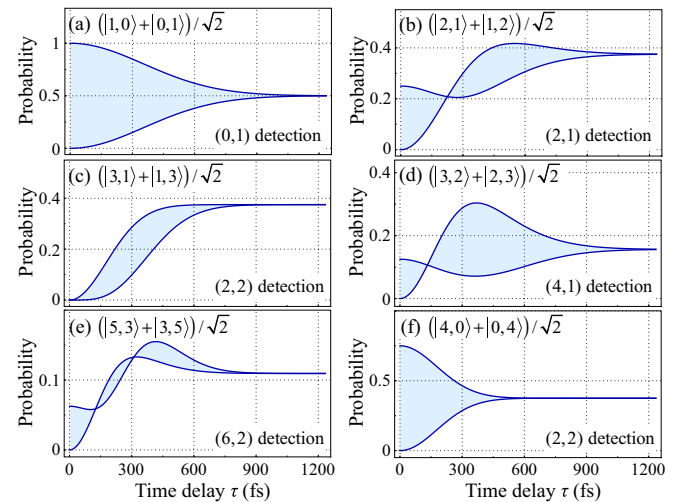 (a) (|1,0⟩+|0,1⟩)/√2
Probability
1
0.5
0
(0,1) detection
(b) (|2,1⟩+|1,2⟩)/√2
Probability
0.4
0.2
0
(2,1) detection
(c) (|3,1⟩+|1,3⟩)/√2
Probability
0.4
0.2
0
(2,2) detection
(d) (|3,2⟩+|2,3⟩)/√2
Probability
0.4
0.2
0
(4,1) detection
(e) (|5,3⟩+|3,5⟩)/√2
Probability
0.1
0
(6,2) detection
0 300 600 900 1200
Time delay τ (fs)
(f) (|4,0⟩+|0,4⟩)/√2
Probability
0.5
0
(2,2) detection
0 300 600 900 1200
Time delay τ (fs)